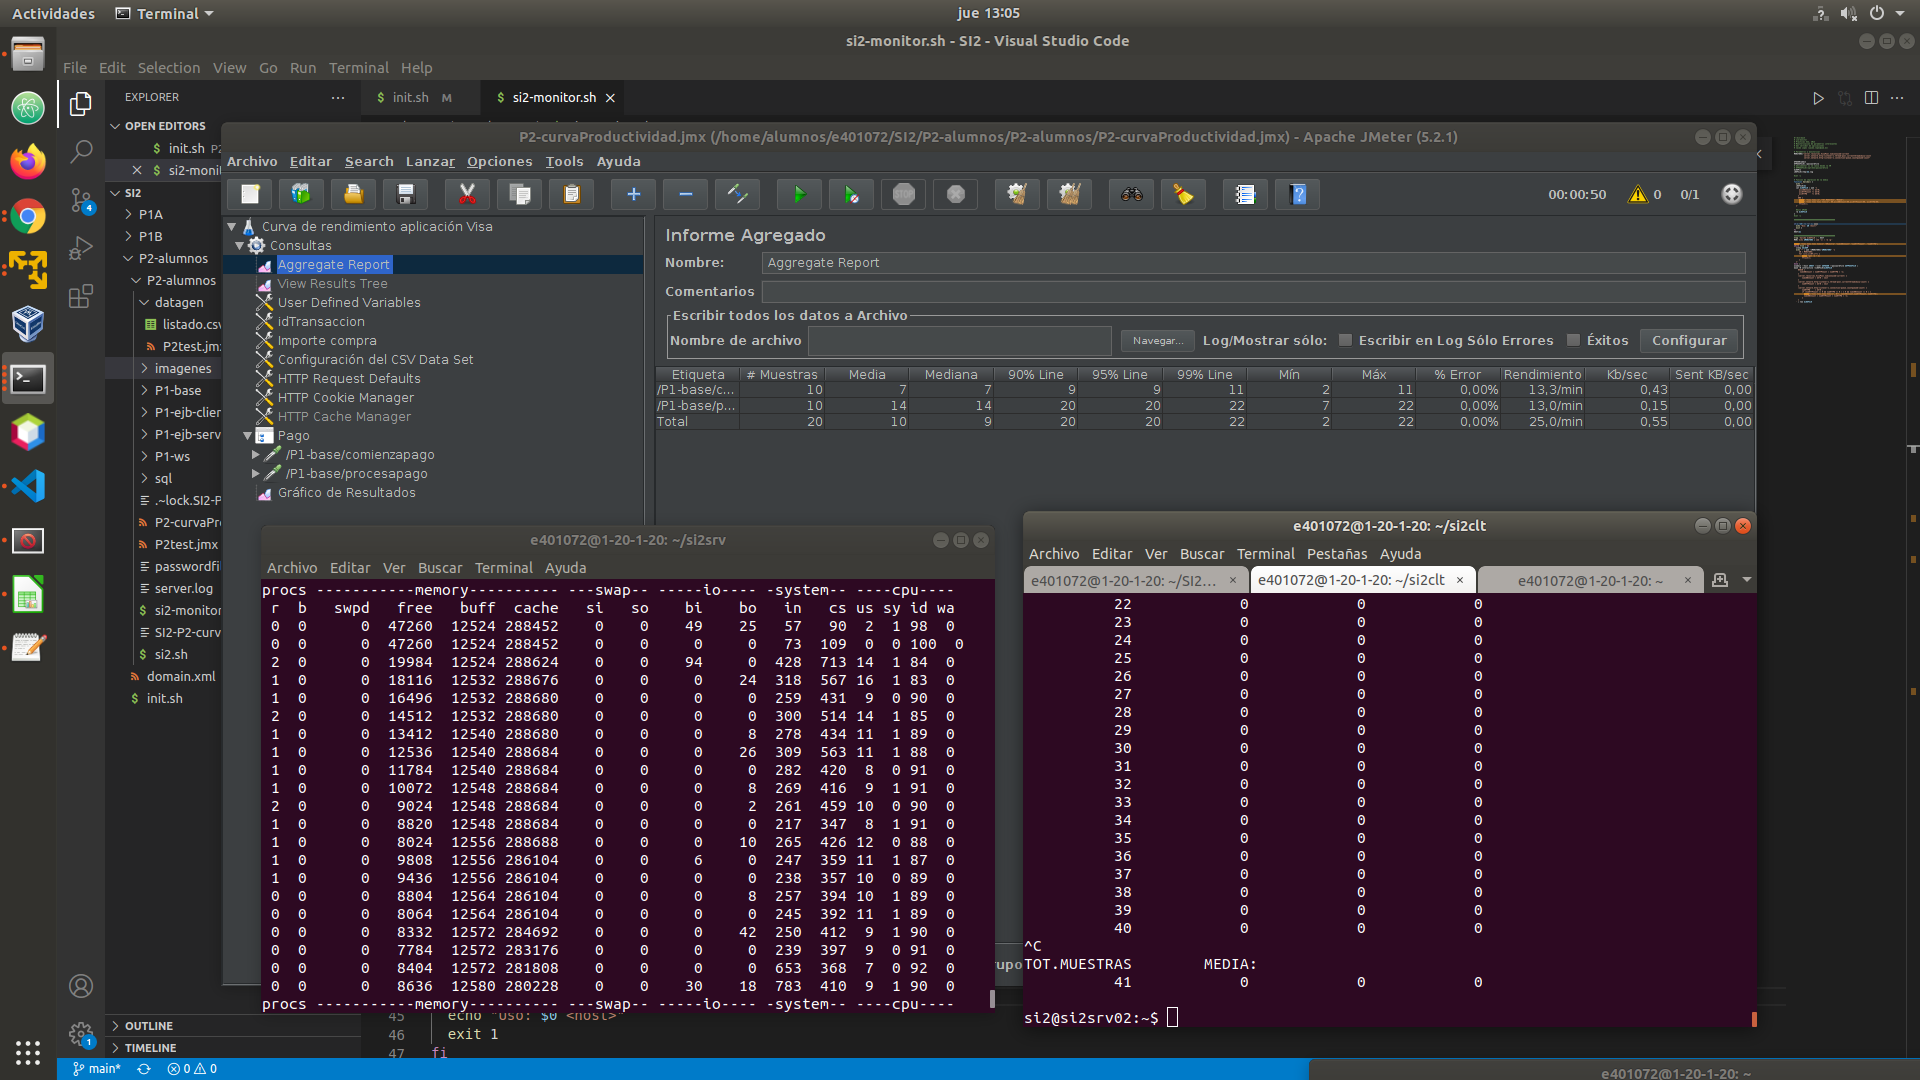 Actividades Terminal jue 13:05
si2-monitor.sh - SI2 - Visual Studio Code
File Edit Selection View Go Run Terminal Help
EXPLORER ··· $ init.sh M $ si2-monitor.sh
OPEN EDITORS
$ init.sh P2
$ si2-monit
SI2
P1A
P1B
P2-alumnos
P2-alumnos
datagen
listado.csv
P2test.jmx
imagenes
P1-base
P1-ejb-clien
P1-ejb-serv
P1-ws
sql
.~lock.SI2-P
P2-curvaPr
P2test.jmx
passwordfi
server.log
si2-monitor
SI2-P2-curv
si2.sh
domain.xml
$ init.sh
OUTLINE
TIMELINE
P2-curvaProductividad.jmx (/home/alumnos/e401072/SI2/P2-alumnos/P2-alumnos/P2-curvaProductividad.jmx) - Apache JMeter (5.2.1)
Archivo Editar Search Lanzar Opciones Tools Ayuda
00:00:50 0 0/1
Curva de rendimiento aplicación Visa
Consultas
Aggregate Report
View Results Tree
User Defined Variables
idTransaccion
Importe compra
Configuración del CSV Data Set
HTTP Request Defaults
HTTP Cookie Manager
HTTP Cache Manager
Pago
/P1-base/comienzapago
/P1-base/procesapago
Gráfico de Resultados
Informe Agregado
Nombre: Aggregate Report
Comentarios
Escribir todos los datos a Archivo
Nombre de archivo Navegar... Log/Mostrar sólo: Escribir en Log Sólo Errores Éxitos Configurar
Etiqueta # Muestras Media Mediana 90% Line 95% Line 99% Line Mín Máx % Error Rendimiento Kb/sec Sent KB/sec
/P1-base/c... 10 7 7 9 9 11 2 11 0,00% 13,3/min 0,43 0,00
/P1-base/p... 10 14 14 20 20 22 7 22 0,00% 13,0/min 0,15 0,00
Total 20 10 9 20 20 22 2 22 0,00% 25,0/min 0,55 0,00
e401072@1-20-1-20: ~/si2srv
Archivo Editar Ver Buscar Terminal Ayuda
procs -----------memory---------- ---swap-- -----io---- -system-- ----cpu----
r b swpd free buff cache si so bi bo in cs us sy id wa
0 0 0 47260 12524 288452 0 0 49 25 57 90 2 1 98 0
0 0 0 47260 12524 288452 0 0 0 0 73 109 0 0 100 0
2 0 0 19984 12524 288624 0 0 94 0 428 713 14 1 84 0
1 0 0 18116 12532 288676 0 0 0 24 318 567 16 1 83 0
1 0 0 16496 12532 288680 0 0 0 0 259 431 9 0 90 0
2 0 0 14512 12532 288680 0 0 0 0 300 514 14 1 85 0
1 0 0 13412 12540 288680 0 0 0 8 278 434 11 1 89 0
1 0 0 12536 12540 288684 0 0 0 26 309 563 11 1 88 0
1 0 0 11784 12540 288684 0 0 0 0 282 420 8 0 91 0
1 0 0 10072 12548 288684 0 0 0 8 269 416 9 1 91 0
2 0 0 9024 12548 288684 0 0 0 2 261 459 10 0 90 0
1 0 0 8820 12548 288684 0 0 0 0 217 347 8 1 91 0
1 0 0 8024 12556 288688 0 0 0 10 265 426 12 0 88 0
1 0 0 9808 12556 286104 0 0 6 0 247 359 11 1 87 0
1 0 0 9436 12556 286104 0 0 0 0 238 357 10 0 89 0
0 0 0 8804 12564 286104 0 0 0 8 257 394 10 1 89 0
0 0 0 8064 12564 286104 0 0 0 0 245 392 11 1 89 0
0 0 0 8332 12572 284692 0 0 0 42 250 412 9 1 90 0
0 0 0 7784 12572 283176 0 0 0 0 239 397 9 0 91 0
0 0 0 8404 12572 281808 0 0 0 0 653 368 7 0 92 0
0 0 0 8636 12580 280228 0 0 30 18 783 410 9 1 90 0
procs -----------memory---------- ---swap-- -----io---- -system-- ----cpu----
upo
e401072@1-20-1-20: ~/si2clt
Archivo Editar Ver Buscar Terminal Pestañas Ayuda
e401072@1-20-1-20: ~/SI2... e401072@1-20-1-20: ~/si2clt e401072@1-20-1-20: ~
22 0 0 0
23 0 0 0
24 0 0 0
25 0 0 0
26 0 0 0
27 0 0 0
28 0 0 0
29 0 0 0
30 0 0 0
31 0 0 0
32 0 0 0
33 0 0 0
34 0 0 0
35 0 0 0
36 0 0 0
37 0 0 0
38 0 0 0
39 0 0 0
40 0 0 0
^C
TOT.MUESTRAS MEDIA:
41 0 0 0
si2@si2srv02:~$
45 echo "Uso: $0 <host>"
46 exit 1
47 fi
main* 0 0
e401072@1-20-1-20: ~
4
1